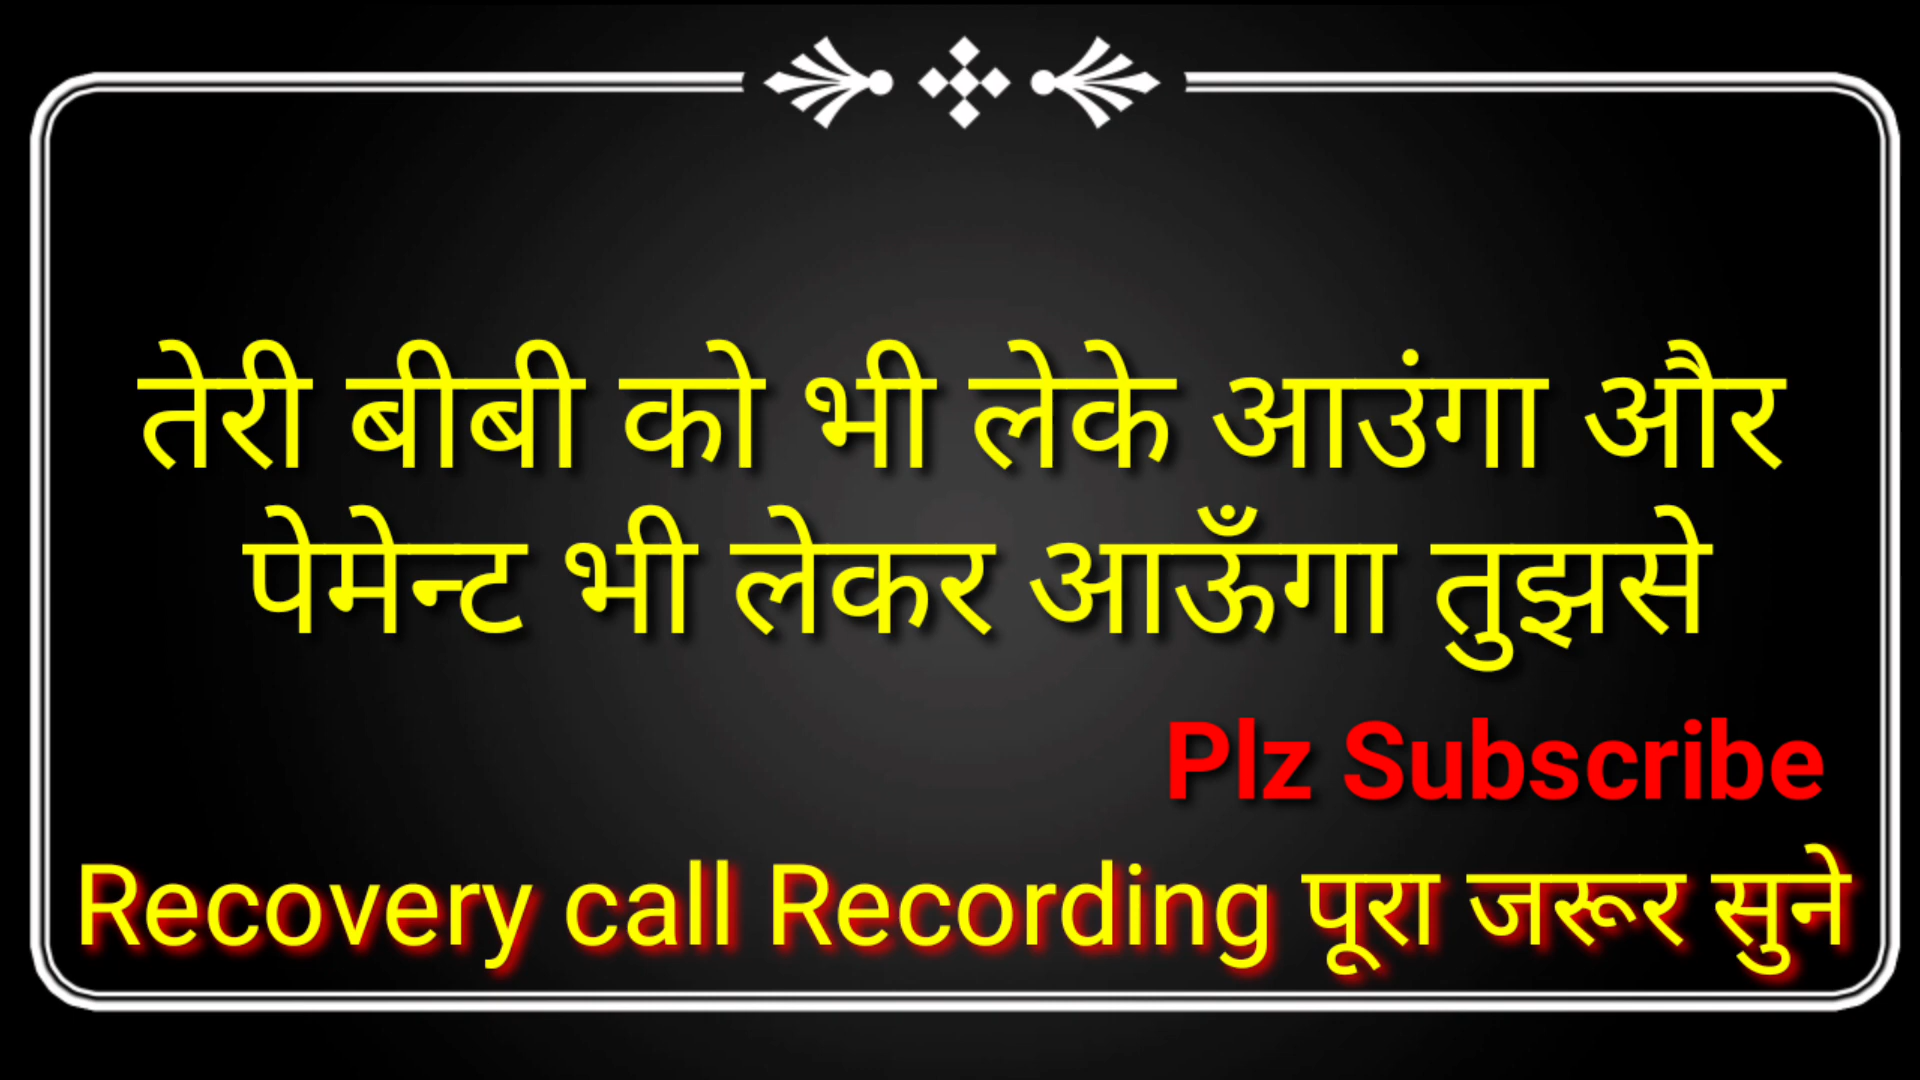 तेरी बीबी को भी लेके आउंगा और
पेमेन्ट भी लेकर आऊँगा तुझसे
Plz Subscribe
Recovery call Recording पूरा जरूर सुने